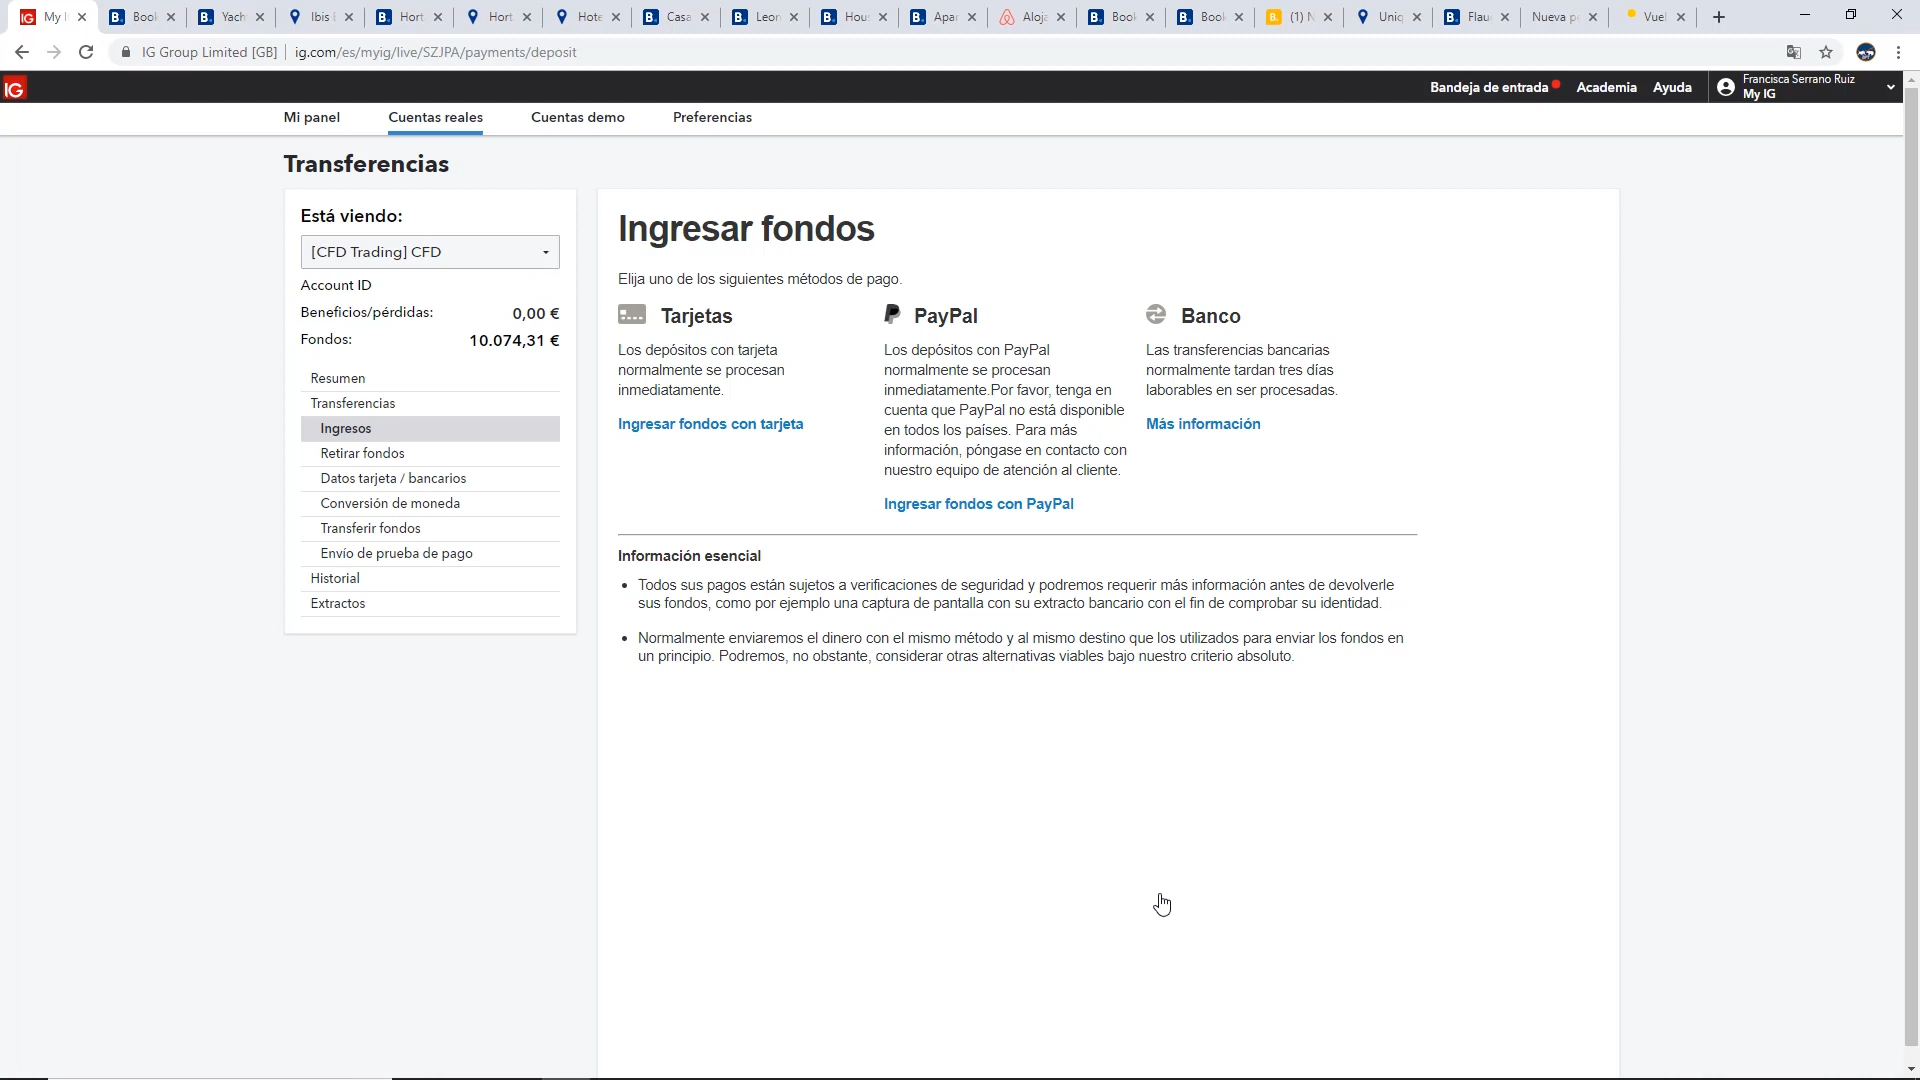 My I
Book
Yach
Ibis
Hort
Hort
Hote
Casa
Leon
Hous
Apar
Aloja
Book
Book
(1) N
Uniq
Flau
Nueva p
Vuel
IG Group Limited [GB] ig.com/es/myig/live/SZJPA/payments/deposit
IG
Bandeja de entrada
Academia
Ayuda
Francisca Serrano Ruiz
My IG
Mi panel
Cuentas reales
Cuentas demo
Preferencias
Transferencias
Está viendo:
[CFD Trading] CFD
Account ID
Beneficios/pérdidas: 0,00 €
Fondos: 10.074,31 €
Resumen
Transferencias
Ingresos
Retirar fondos
Datos tarjeta / bancarios
Conversión de moneda
Transferir fondos
Envío de prueba de pago
Historial
Extractos
Ingresar fondos
Elija uno de los siguientes métodos de pago.
Tarjetas
Los depósitos con tarjeta
normalmente se procesan
inmediatamente.
Ingresar fondos con tarjeta
PayPal
Los depósitos con PayPal
normalmente se procesan
inmediatamente.Por favor, tenga en
cuenta que PayPal no está disponible
en todos los países. Para más
información, póngase en contacto con
nuestro equipo de atención al cliente.
Ingresar fondos con PayPal
Banco
Las transferencias bancarias
normalmente tardan tres días
laborables en ser procesadas.
Más información
Información esencial
• Todos sus pagos están sujetos a verificaciones de seguridad y podremos requerir más información antes de devolverle
sus fondos, como por ejemplo una captura de pantalla con su extracto bancario con el fin de comprobar su identidad.
• Normalmente enviaremos el dinero con el mismo método y al mismo destino que los utilizados para enviar los fondos en
un principio. Podremos, no obstante, considerar otras alternativas viables bajo nuestro criterio absoluto.